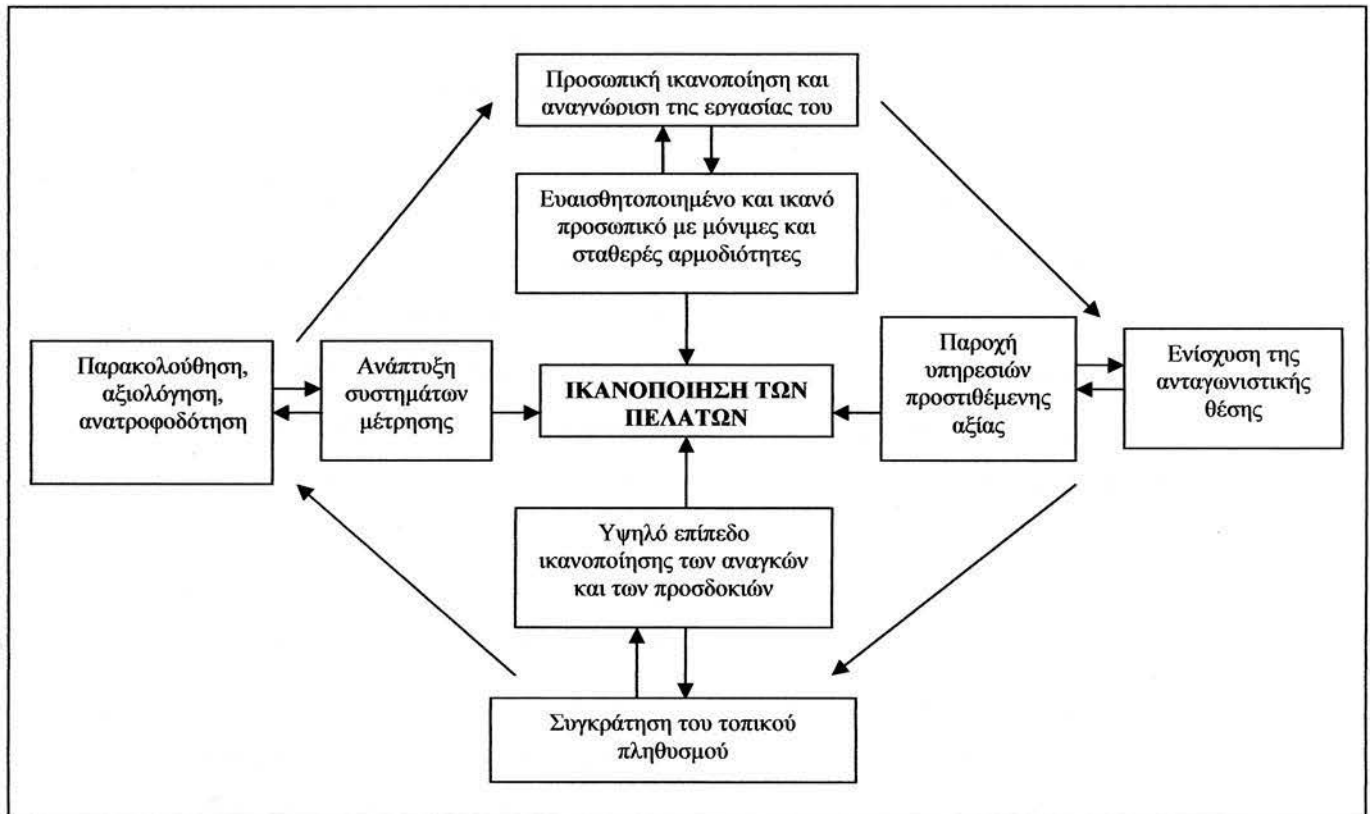 Προσωπική ικανοποίηση και
αναγνώριση της εργασίας του
Ευαισθητοποιημένο και ικανό
προσωπικό με μόνιμες και
σταθερές αρμοδιότητες
Παρακολούθηση,
αξιολόγηση,
ανατροφοδότηση
Ανάπτυξη
συστημάτων
μέτρησης
ΙΚΑΝΟΠΟΙΗΣΗ ΤΩΝ
ΠΕΛΑΤΩΝ
Παροχή
υπηρεσιών
προστιθέμενης
αξίας
Ενίσχυση της
ανταγωνιστικής
θέσης
Υψηλό επίπεδο
ικανοποίησης των αναγκών
και των προσδοκιών
Συγκράτηση του τοπικού
πληθυσμού